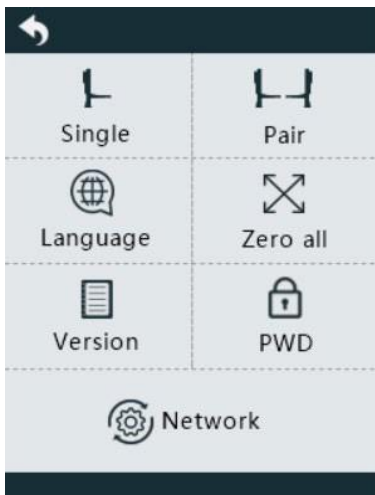 Single
Pair
Language
Zero all
Version
PWD
Network